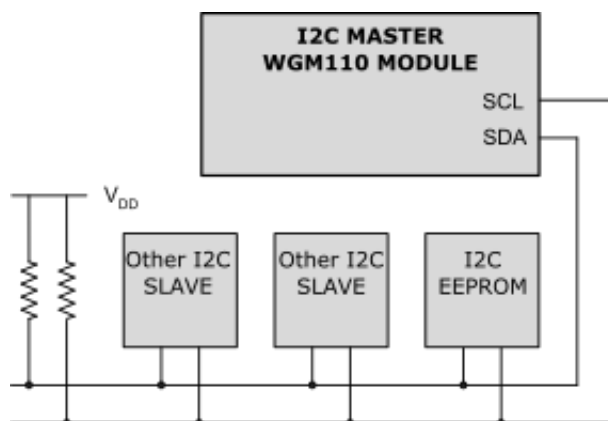 I2C MASTER
WGM110 MODULE
SCL
SDA
VDD
Other I2C
SLAVE
Other I2C
SLAVE
I2C
EEPROM